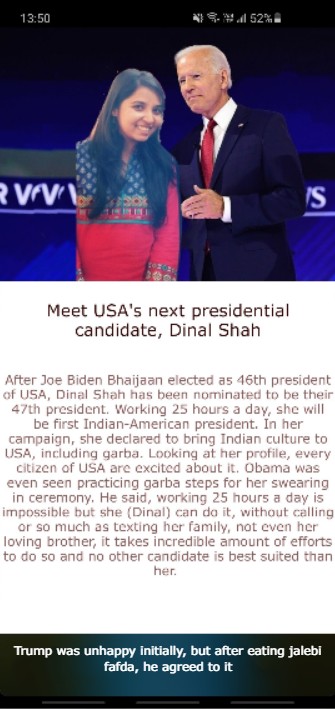 13:50
52%
Meet USA's next presidential
candidate, Dinal Shah
After Joe Biden Bhaijaan elected as 46th president
of USA, Dinal Shah has been nominated to be their
47th president. Working 25 hours a day, she will
be first Indian-American president. In her
campaign, she declared to bring Indian culture to
USA, including garba. Looking at her profile, every
citizen of USA are excited about it. Obama was
even seen practicing garba steps for her swearing
in ceremony. He said, working 25 hours a day is
impossible but she (Dinal) can do it, without calling
or so much as texting her family, not even her
loving brother, it takes incredible amount of efforts
to do so and no other candidate is best suited than
her.
Trump was unhappy initially, but after eating jalebi
fafda, he agreed to it